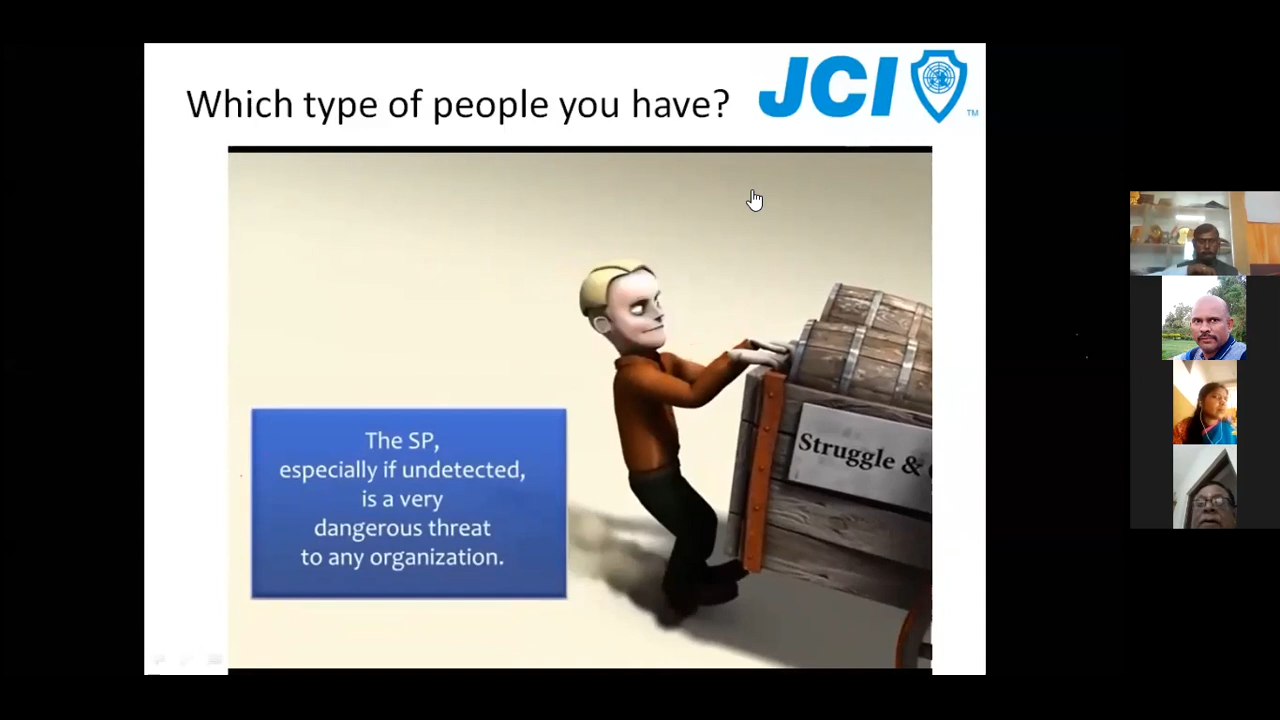 Which type of people you have?
JCI
TM
The SP,
especially if undetected,
is a very
dangerous threat
to any organization.
Struggle &